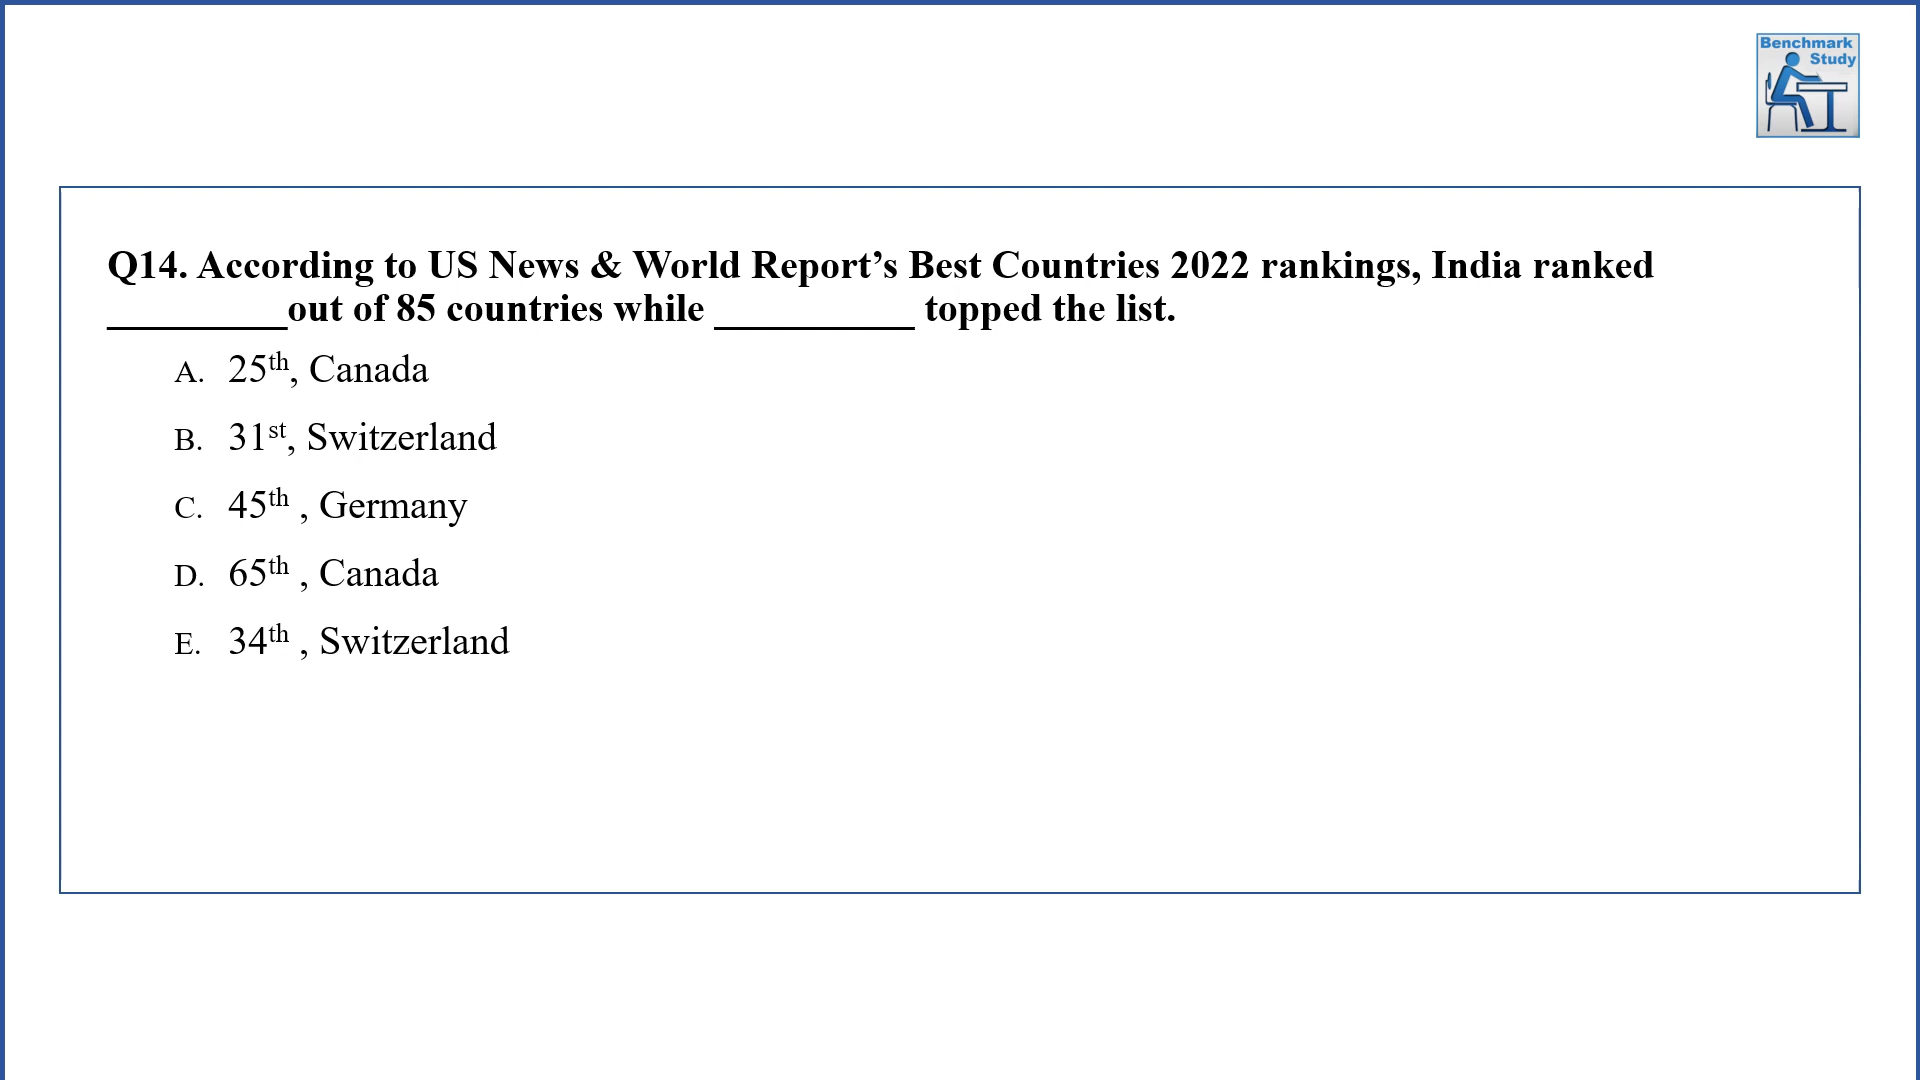 Benchmark
Study
Q14. According to US News & World Report’s Best Countries 2022 rankings, India ranked
_________out of 85 countries while __________ topped the list.
A. 25th, Canada
B. 31st, Switzerland
C. 45th , Germany
D. 65th , Canada
E. 34th , Switzerland